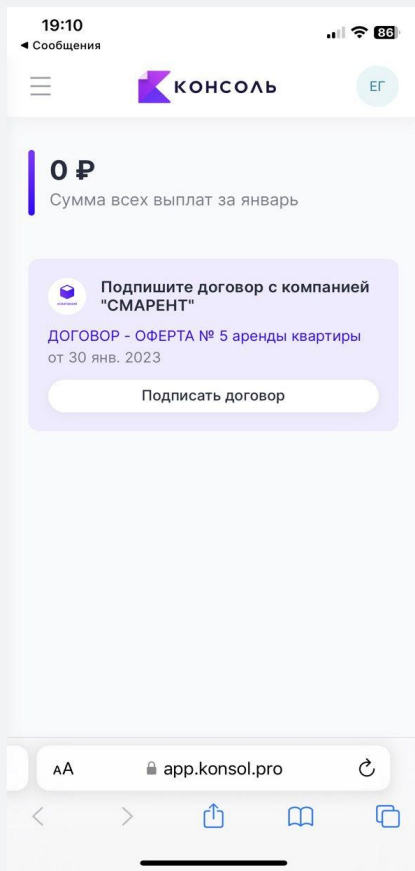 19:10
86
◀ Сообщения
КОНСОЛЬ
ЕГ
0 ₽
Сумма всех выплат за январь
Подпишите договор с компанией
"СМАРЕНТ"
ДОГОВОР - ОФЕРТА № 5 аренды квартиры
от 30 янв. 2023
Подписать договор
AA
app.konsol.pro